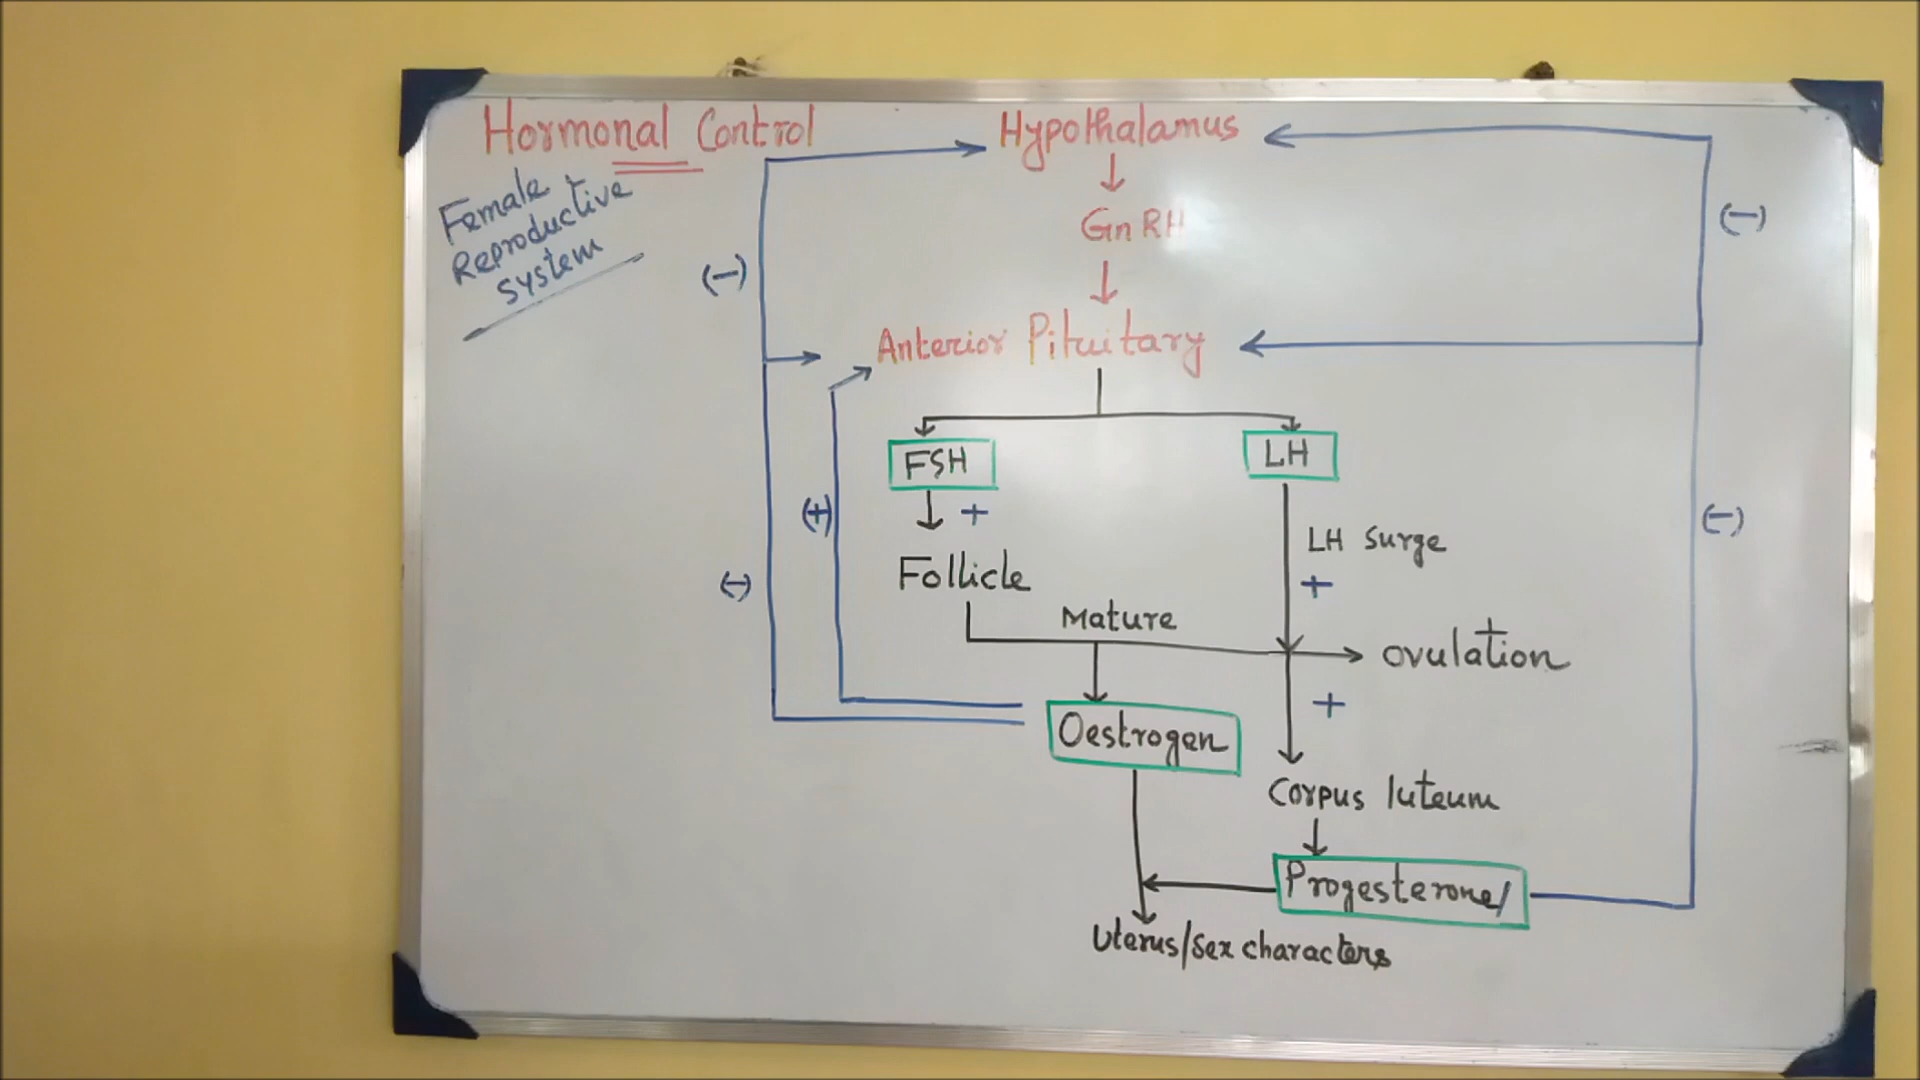 Hormonal Control
Female
Reproductive
System
Hypothalamus
(-)
GnRH
(-)
Anterior Pituitary
FSH
LH
+
(+)
(-)
LH Surge
Follicle
+
(-)
Mature
Ovulation
+
Oestrogen
Corpus luteum
Progesterone/
Uterus/Sex characters